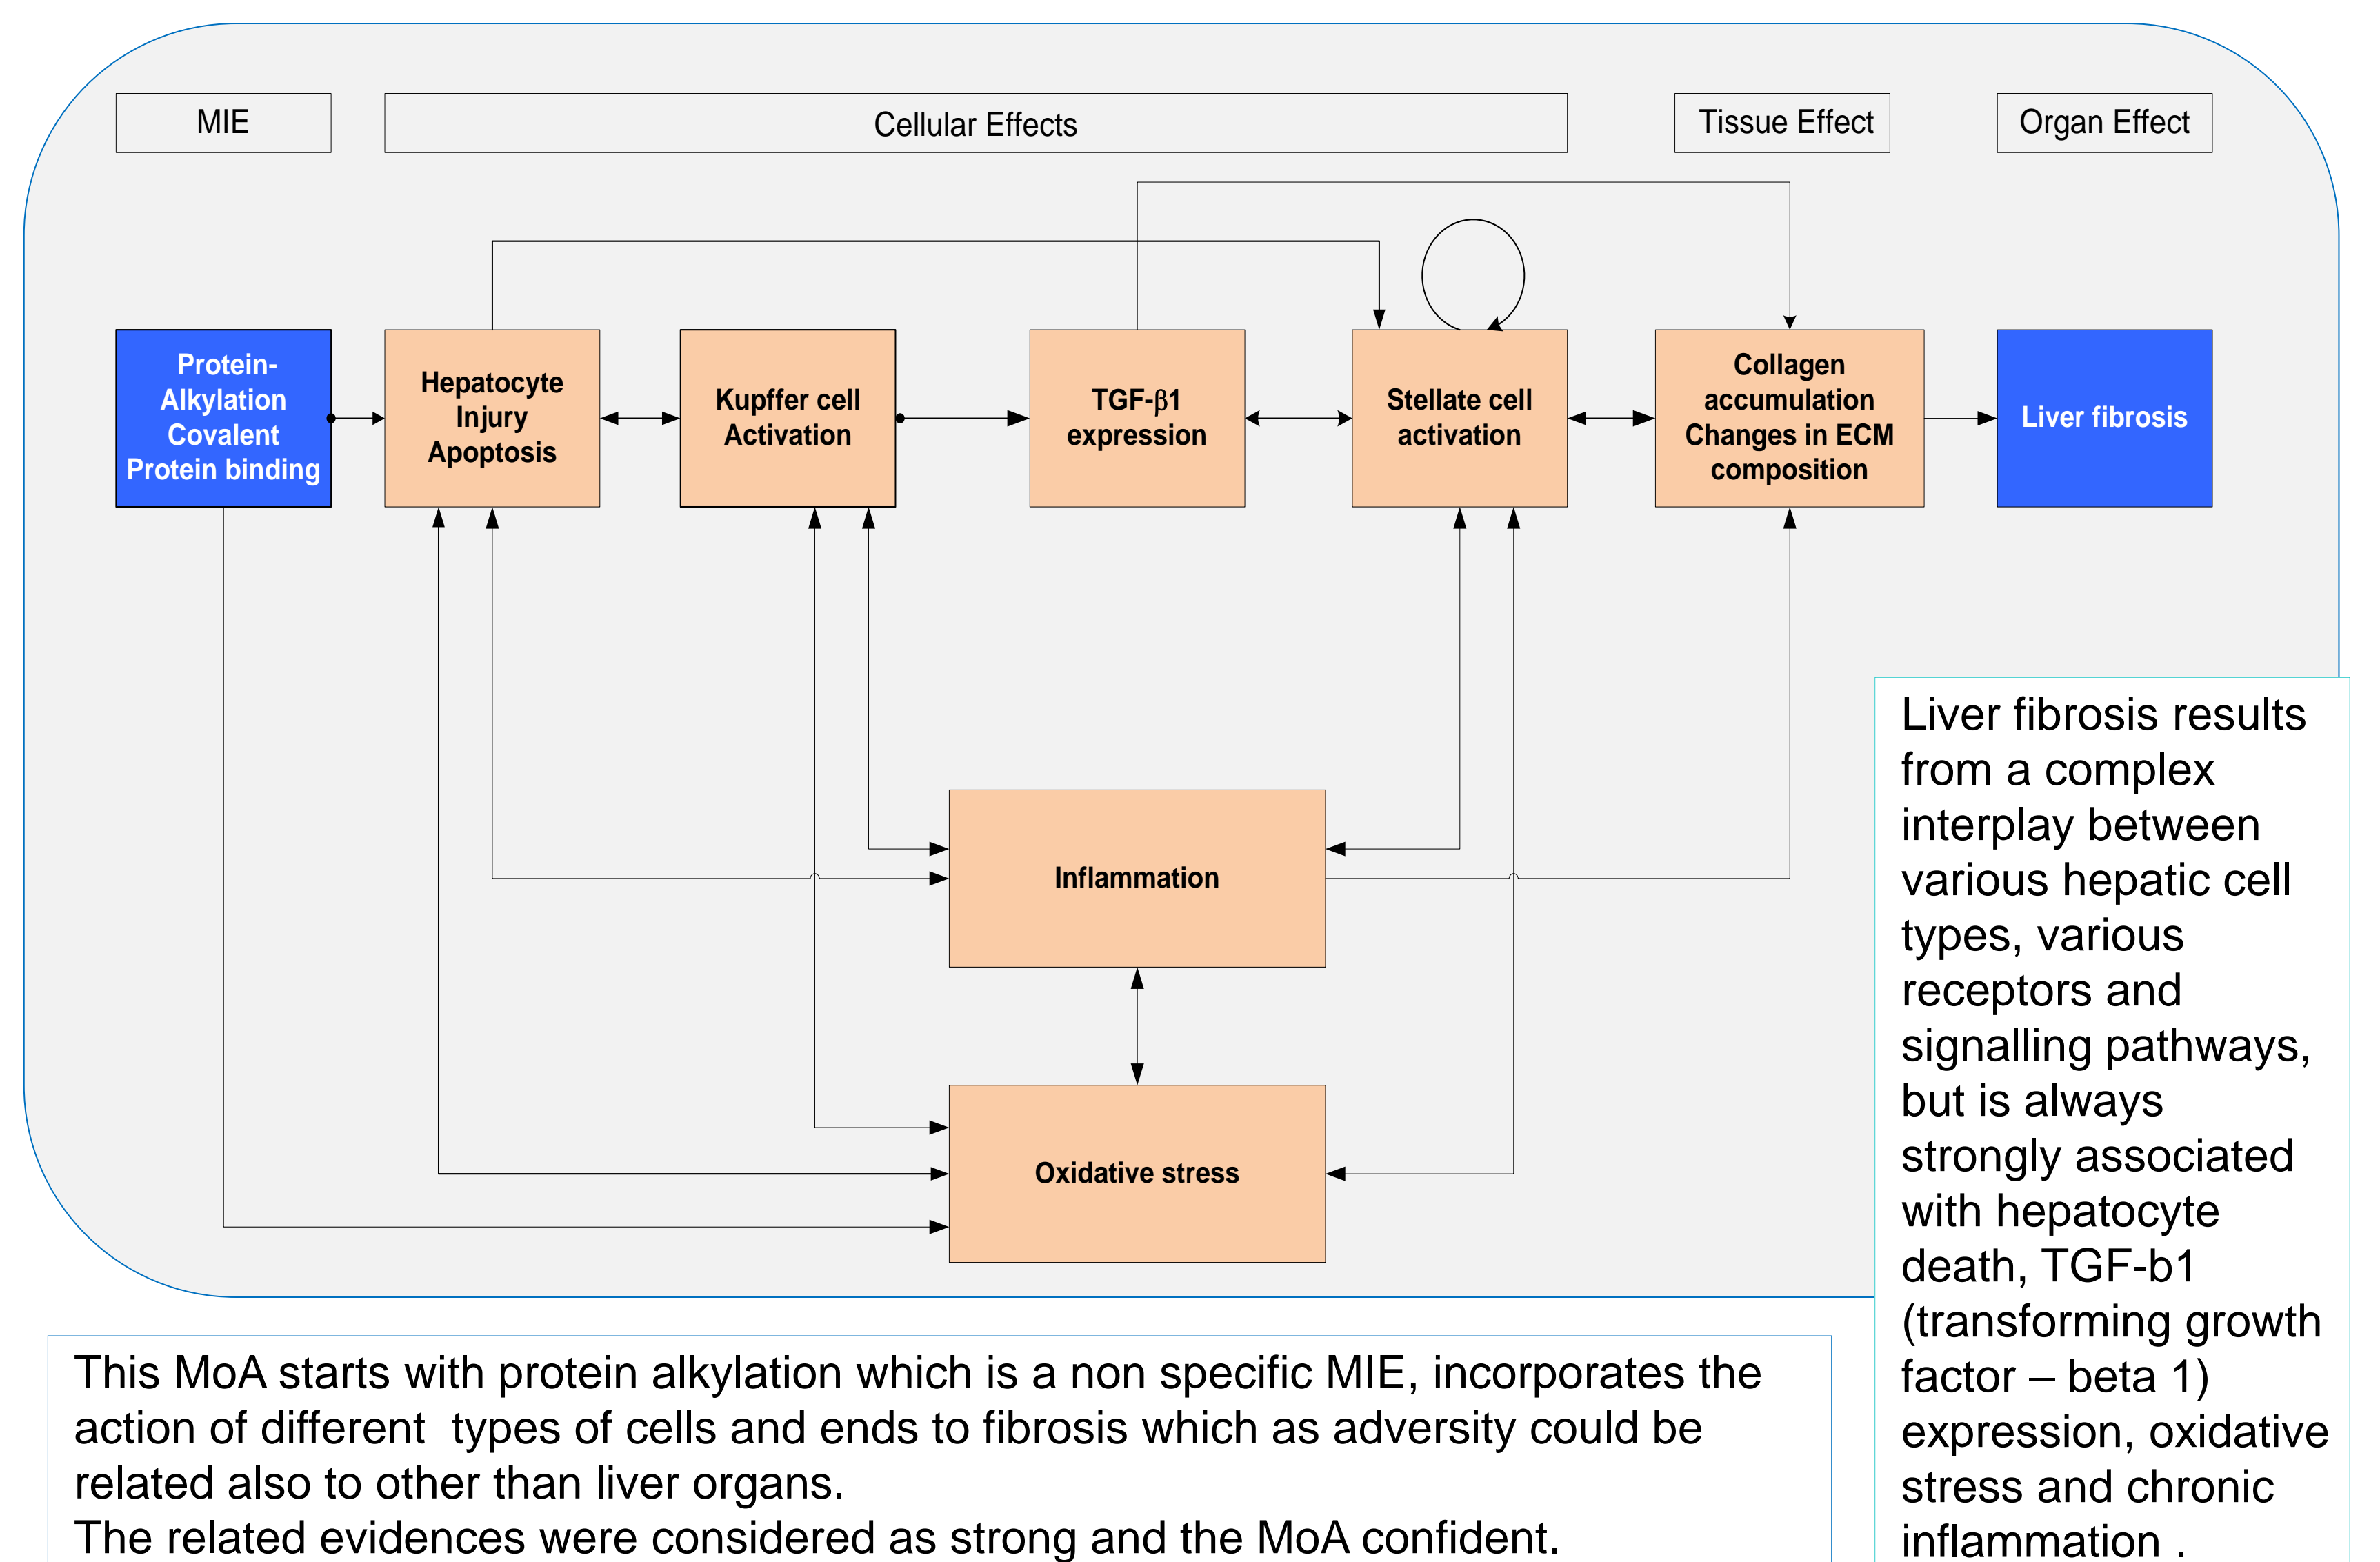 MIE
Cellular Effects
Tissue Effect
Organ Effect
Protein-
Alkylation
Covalent
Protein binding
Hepatocyte
Injury
Apoptosis
Kupffer cell
Activation
TGF-β1
expression
Stellate cell
activation
Collagen
accumulation
Changes in ECM
composition
Liver fibrosis
Inflammation
Oxidative stress
Liver fibrosis results
from a complex
interplay between
various hepatic cell
types, various
receptors and
signalling pathways,
but is always
strongly associated
with hepatocyte
death, TGF-b1
(transforming growth
factor – beta 1)
expression, oxidative
stress and chronic
inflammation .
This MoA starts with protein alkylation which is a non specific MIE, incorporates the
action of different  types of cells and ends to fibrosis which as adversity could be
related also to other than liver organs.
The related evidences were considered as strong and the MoA confident.